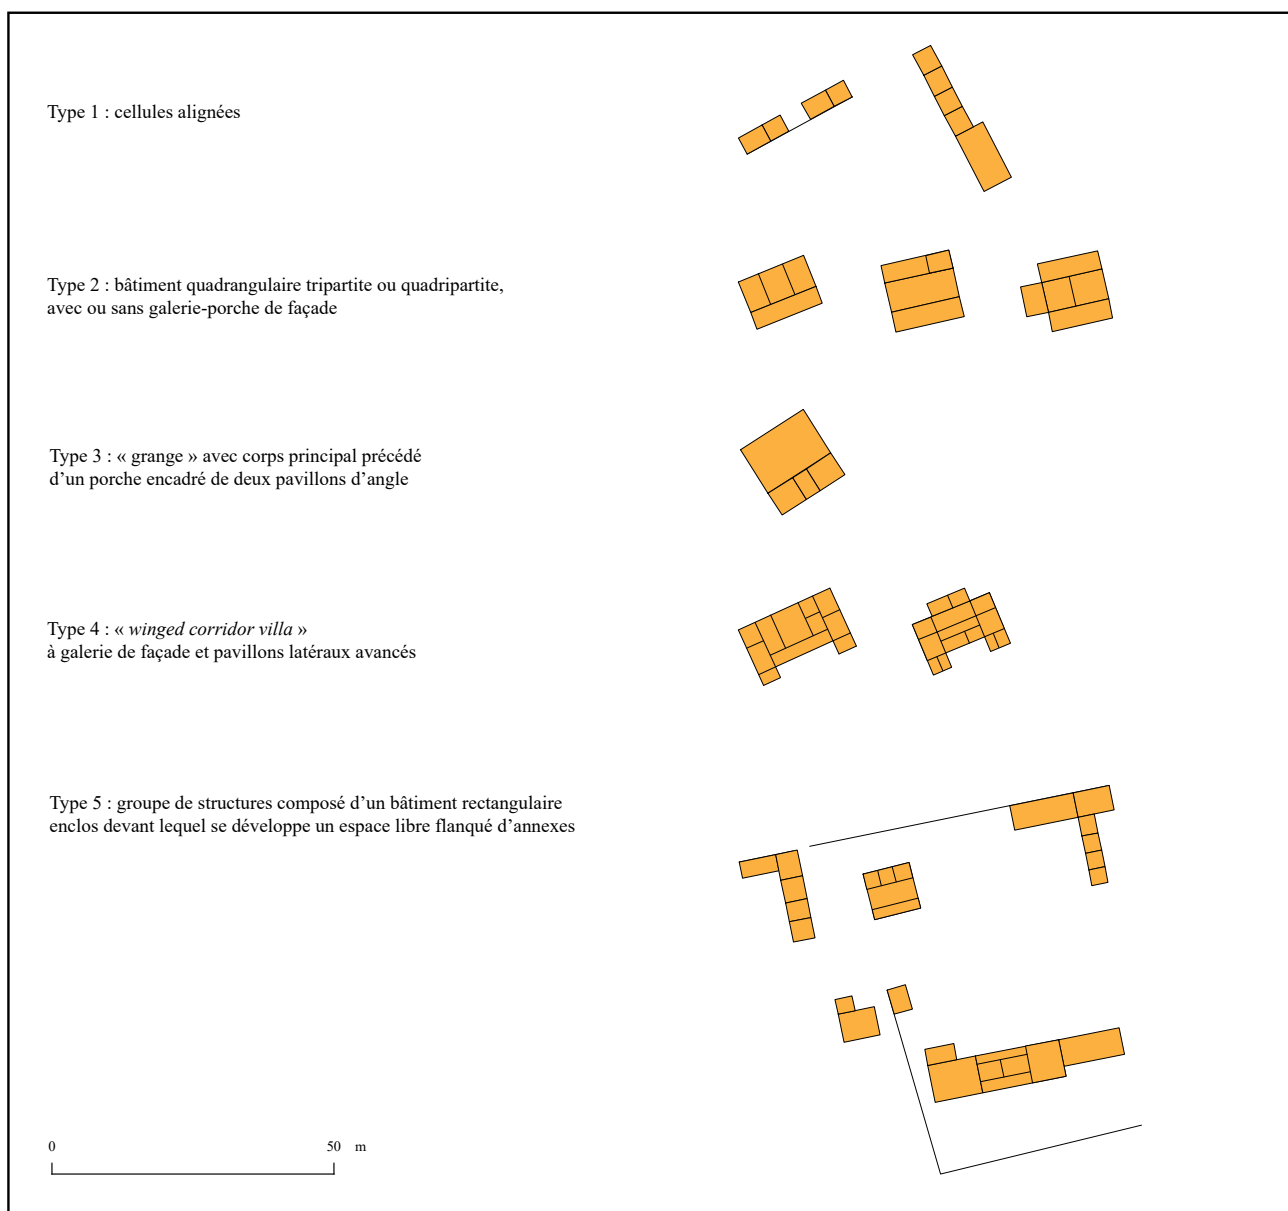 Type 1 : cellules alignées
Type 2 : bâtiment quadrangulaire tripartite ou quadripartite,
avec ou sans galerie-porche de façade
Type 3 : « grange » avec corps principal précédé
d’un porche encadré de deux pavillons d’angle
Type 4 : « winged corridor villa »
à galerie de façade et pavillons latéraux avancés
Type 5 : groupe de structures composé d’un bâtiment rectangulaire
enclos devant lequel se développe un espace libre flanqué d’annexes
0 50 m